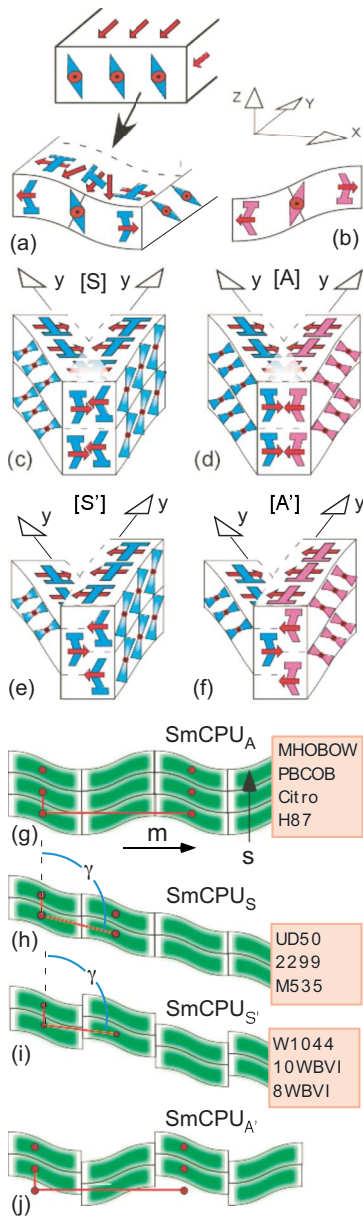 Z
Y
X
(a)
(b)
y [S] y
y [A] y
(c)
(d)
y [S'] y
y [A'] y
(e)
(f)
SmCPU_A
MHOBOW
PBCOB
Citro
H87
(g)
m
s
γ
SmCPU_S
(h)
UD50
2299
M535
γ
SmCPU_S'
(i)
W1044
10WBVI
8WBVI
SmCPU_A'
(j)